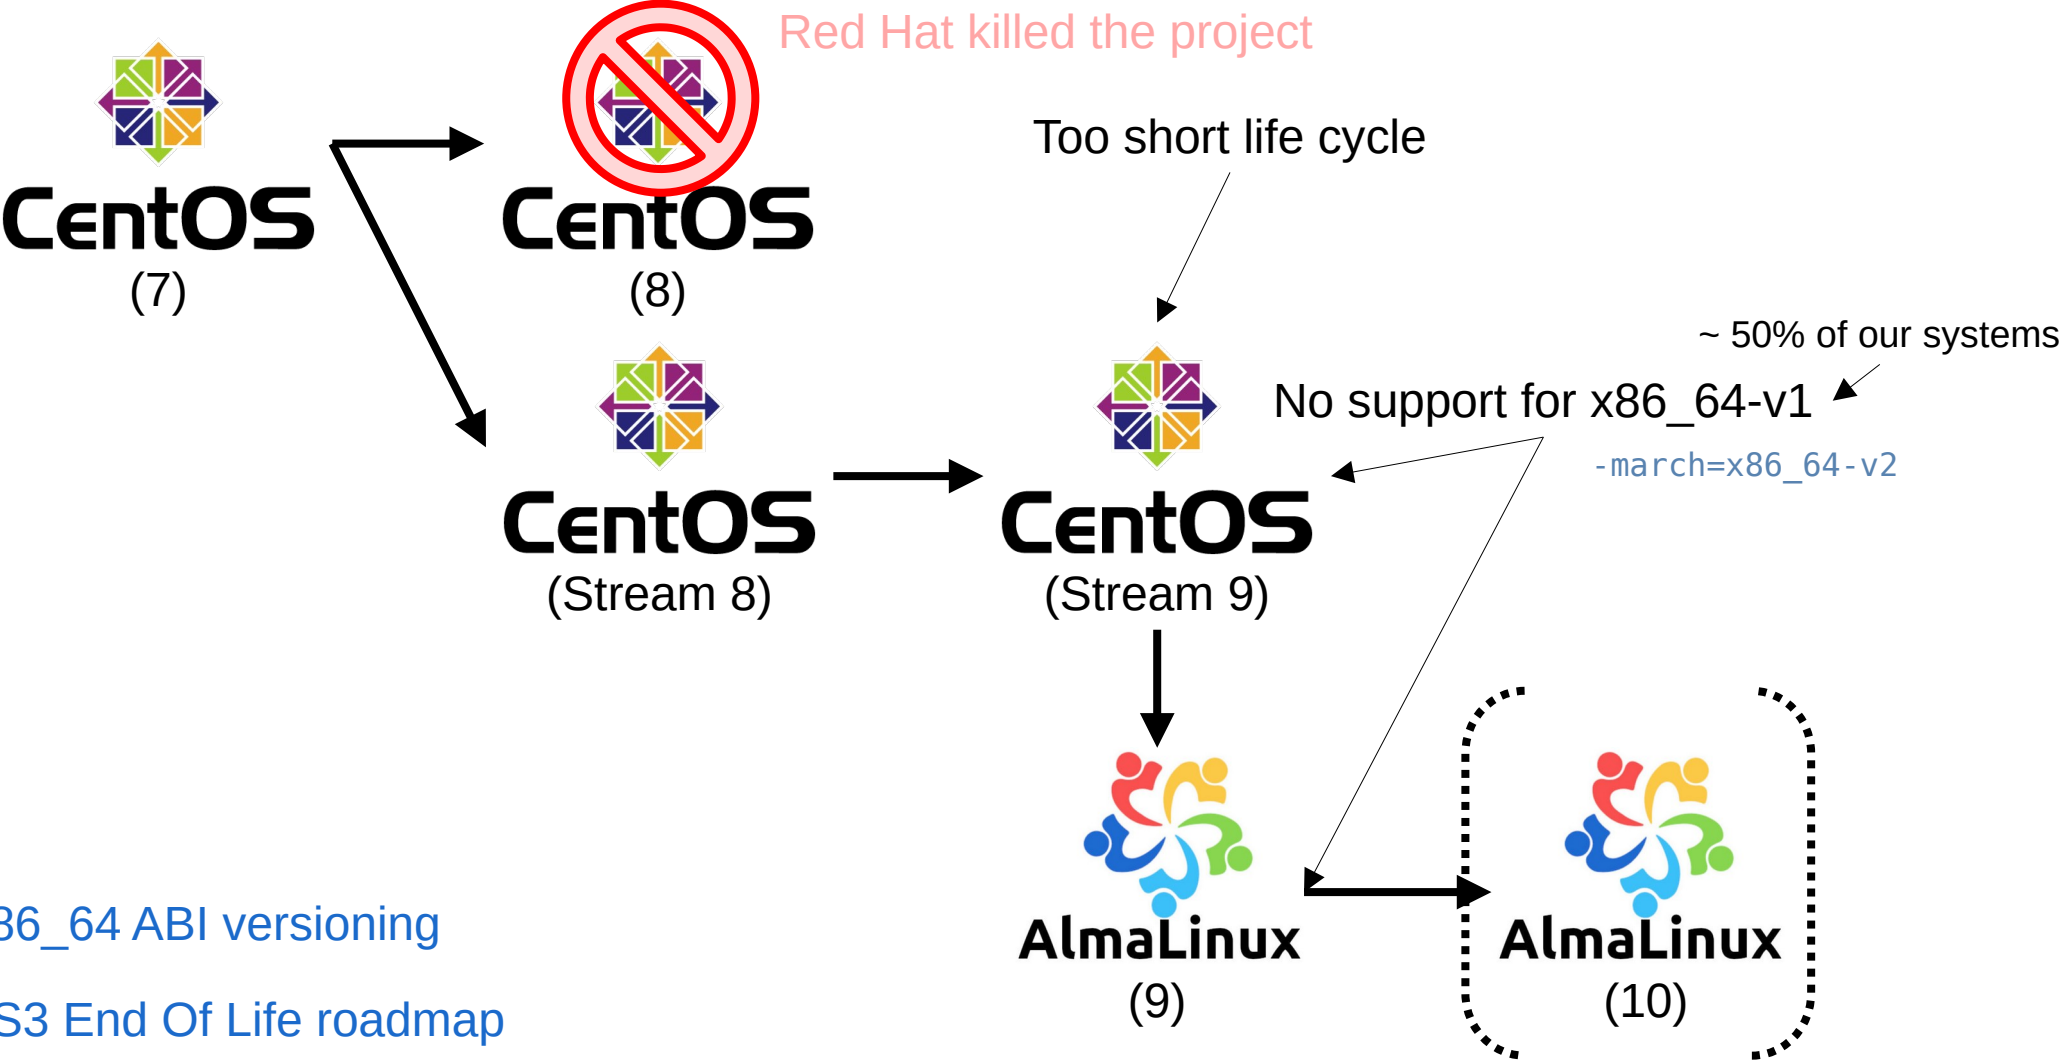 Red Hat killed the project
Too short life cycle
CentOS
(7)
CentOS
(8)
~ 50% of our systems
No support for x86_64-v1
-march=x86_64-v2
CentOS
(Stream 8)
CentOS
(Stream 9)
AlmaLinux
(9)
AlmaLinux
(10)
86_64 ABI versioning
S3 End Of Life roadmap